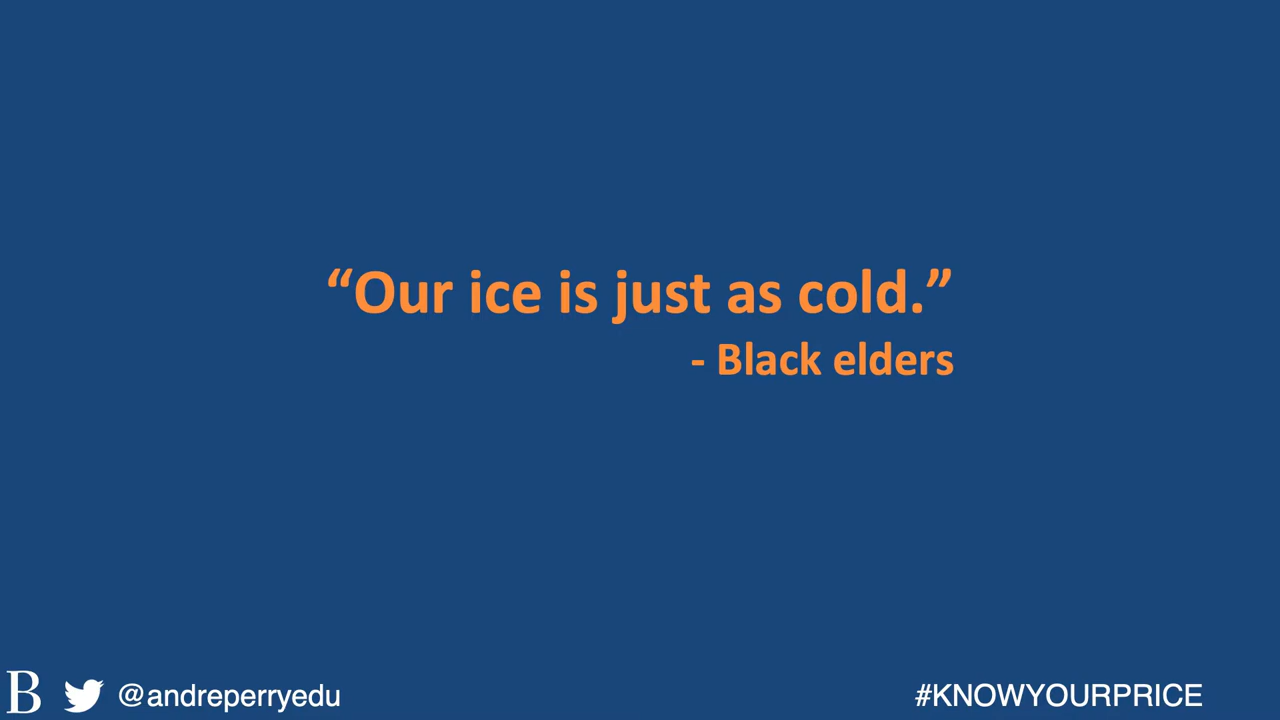 “Our ice is just as cold.”
- Black elders
B @andreperryedu
#KNOWYOURPRICE